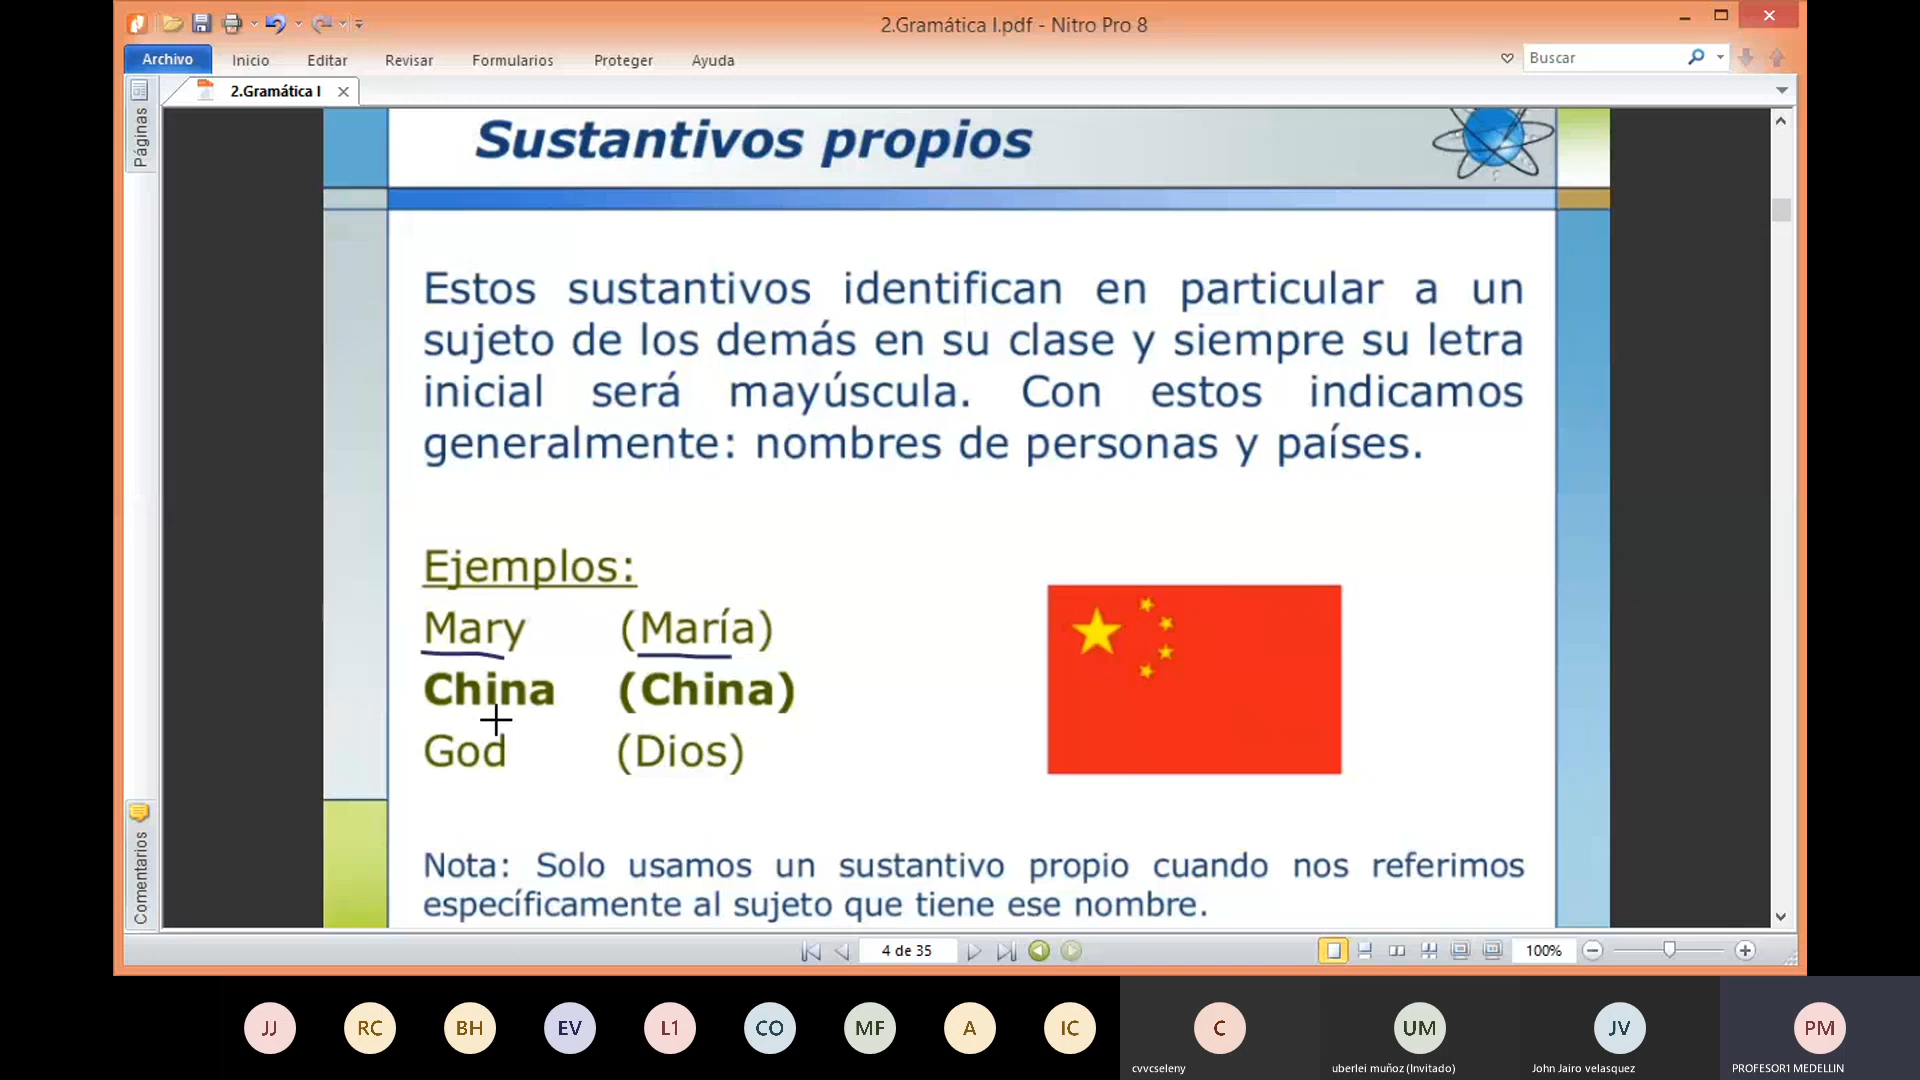 2.Gramática I.pdf - Nitro Pro 8
Archivo Inicio Editar Revisar Formularios Proteger Ayuda Buscar
2.Gramática I
Páginas
Sustantivos propios
Estos sustantivos identifican en particular a un
sujeto de los demás en su clase y siempre su letra
inicial será mayúscula. Con estos indicamos
generalmente: nombres de personas y países.
Ejemplos:
Mary (María)
China (China)
God (Dios)
Nota: Solo usamos un sustantivo propio cuando nos referimos
específicamente al sujeto que tiene ese nombre.
Comentarios
4 de 35 100%
JJ RC BH EV L1 CO MF A IC C UM JV PM
cvvcseleny uberlei muñoz (Invitado) John Jairo velasquez PROFESOR1 MEDELLIN